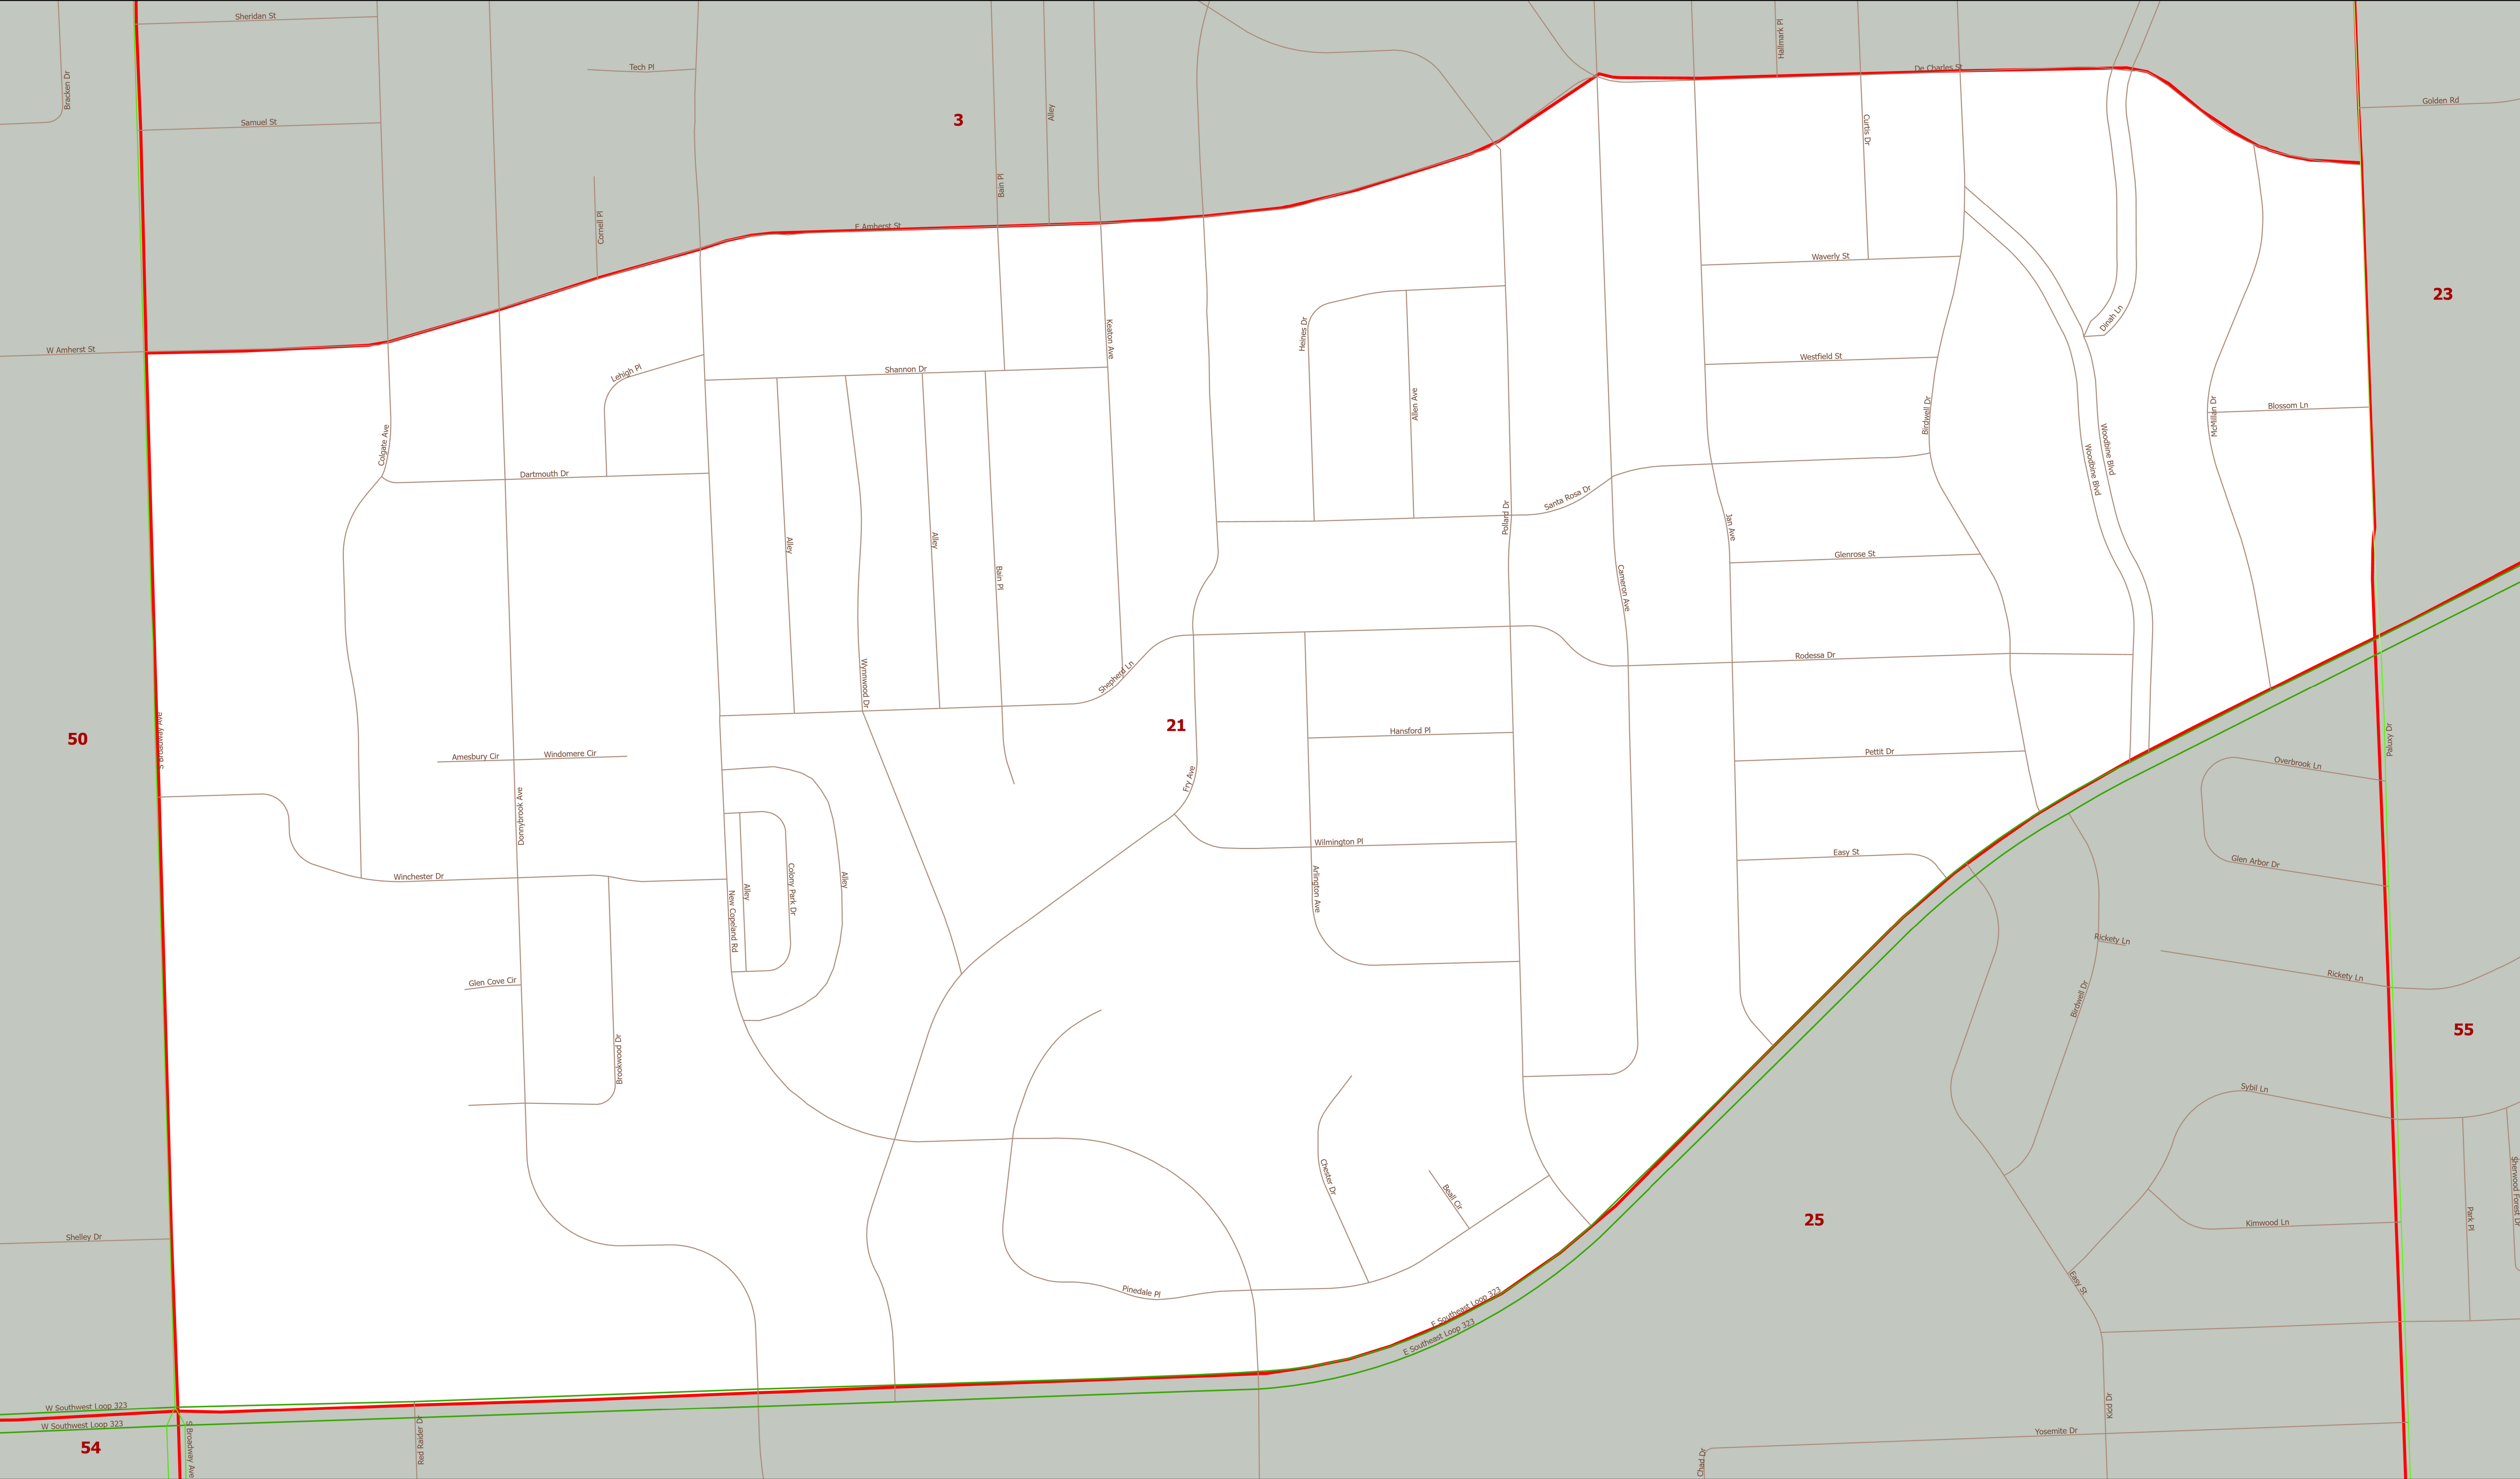 Sheridan St
Hallmark Pl
Tech Pl
De Charles St
Bracken Dr
Golden Rd
Alley
Samuel St
3
Curtis Dr
Bain Pl
Cornell Pl
E Amherst St
Waverly St
23
Dinah Ln
Heines Dr
Keaton Ave
W Amherst St
Westfield St
Lehigh Pl
Shannon Dr
Allen Ave
Birdwell Dr
McMillan Dr
Blossom Ln
Colgate Ave
Woodbine Blvd
Woodbine Blvd
Dartmouth Dr
Santa Rosa Dr
Pollard Dr
Jan Ave
Alley
Alley
Glenrose St
Bain Pl
Cameron Ave
Rodessa Dr
Shepherd Ln
Wynnwood Dr
21
50
S Broadway Ave
Hansford Pl
Paluxy Dr
Amesbury Cir
Windomere Cir
Pettit Dr
Overbrook Ln
Fry Ave
Donnybrook Ave
Wilmington Pl
Easy St
Glen Arbor Dr
Winchester Dr
Alley
Alley
Colony Park Dr
Arlington Ave
New Copeland Rd
Rickety Ln
Rickety Ln
Glen Cove Cir
Birdwell Dr
55
Brookwood Dr
Sybil Ln
Chester Dr
Beall Cir
Sherwood Forest Dr
Park Pl
25
Kimwood Ln
Shelley Dr
Easy St
Pinedale Pl
E Southeast Loop 323
E Southeast Loop 323
W Southwest Loop 323
W Southwest Loop 323
Kidd Dr
54
S Broadway Ave
Red Raider Dr
Yosemite Dr
Chad Dr